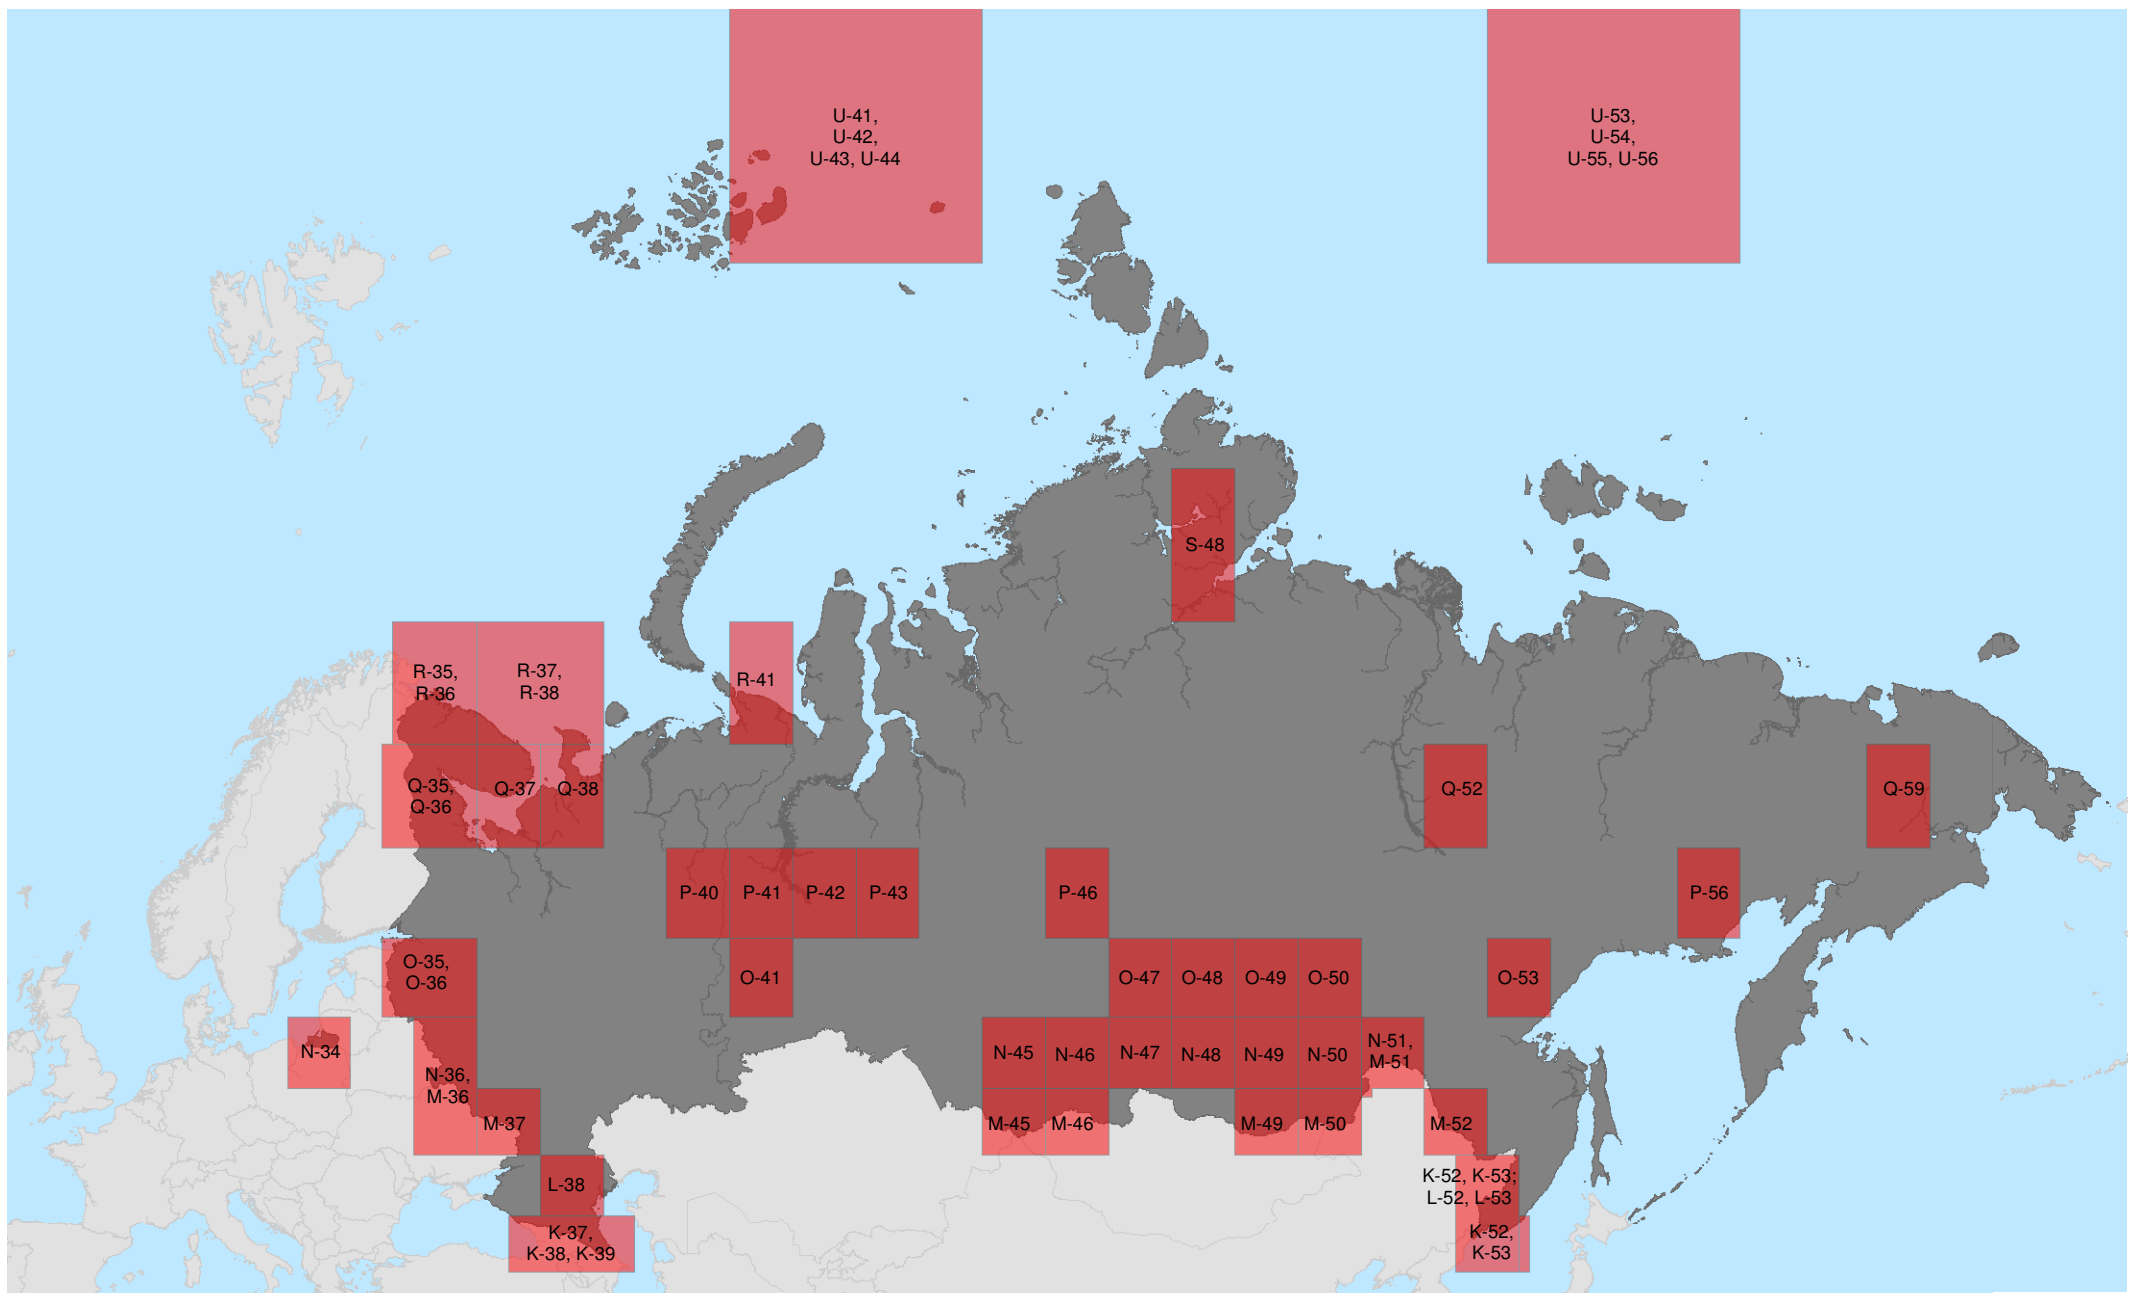 U-41,
U-42,
U-43, U-44
U-53,
U-54,
U-55, U-56
S-48
R-35,
R-36
R-37,
R-38
R-41
Q-35,
Q-36
Q-37
Q-38
Q-52
Q-59
P-40
P-41
P-42
P-43
P-46
P-56
O-35,
O-36
O-41
O-47
O-48
O-49
O-50
O-53
N-34
N-36,
M-36
N-45
N-46
N-47
N-48
N-49
N-50
N-51,
M-51
M-37
M-45
M-46
M-49
M-50
M-52
L-38
K-52, K-53;
L-52, L-53
K-37,
K-38, K-39
K-52,
K-53